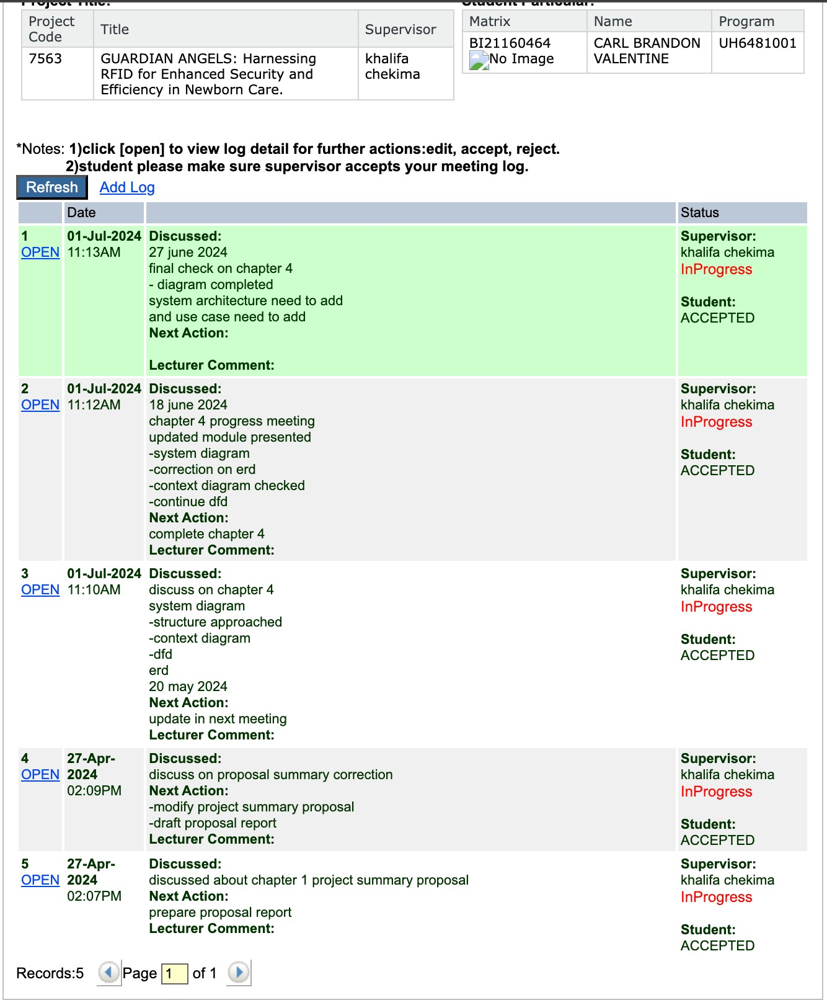 Project Title:
Student Particular:
Project Code
Title
Supervisor
7563
GUARDIAN ANGELS: Harnessing
RFID for Enhanced Security and
Efficiency in Newborn Care.
khalifa
chekima
Matrix
Name
Program
BI21160464
No Image
CARL BRANDON
VALENTINE
UH6481001
*Notes: 1)click [open] to view log detail for further actions:edit, accept, reject.
2)student please make sure supervisor accepts your meeting log.
Refresh
Add Log
Date
Status
1
OPEN
01-Jul-2024
11:13AM
Discussed:
27 june 2024
final check on chapter 4
- diagram completed
system architecture need to add
and use case need to add
Next Action:
Lecturer Comment:
Supervisor:
khalifa chekima
InProgress
Student:
ACCEPTED
2
OPEN
01-Jul-2024
11:12AM
Discussed:
18 june 2024
chapter 4 progress meeting
updated module presented
-system diagram
-correction on erd
-context diagram checked
-continue dfd
Next Action:
complete chapter 4
Lecturer Comment:
Supervisor:
khalifa chekima
InProgress
Student:
ACCEPTED
3
OPEN
01-Jul-2024
11:10AM
Discussed:
discuss on chapter 4
system diagram
-structure approached
-context diagram
-dfd
erd
20 may 2024
Next Action:
update in next meeting
Lecturer Comment:
Supervisor:
khalifa chekima
InProgress
Student:
ACCEPTED
4
OPEN
27-Apr-
2024
02:09PM
Discussed:
discuss on proposal summary correction
Next Action:
-modify project summary proposal
-draft proposal report
Lecturer Comment:
Supervisor:
khalifa chekima
InProgress
Student:
ACCEPTED
5
OPEN
27-Apr-
2024
02:07PM
Discussed:
discussed about chapter 1 project summary proposal
Next Action:
prepare proposal report
Lecturer Comment:
Supervisor:
khalifa chekima
InProgress
Student:
ACCEPTED
Records:5
Page 1 of 1